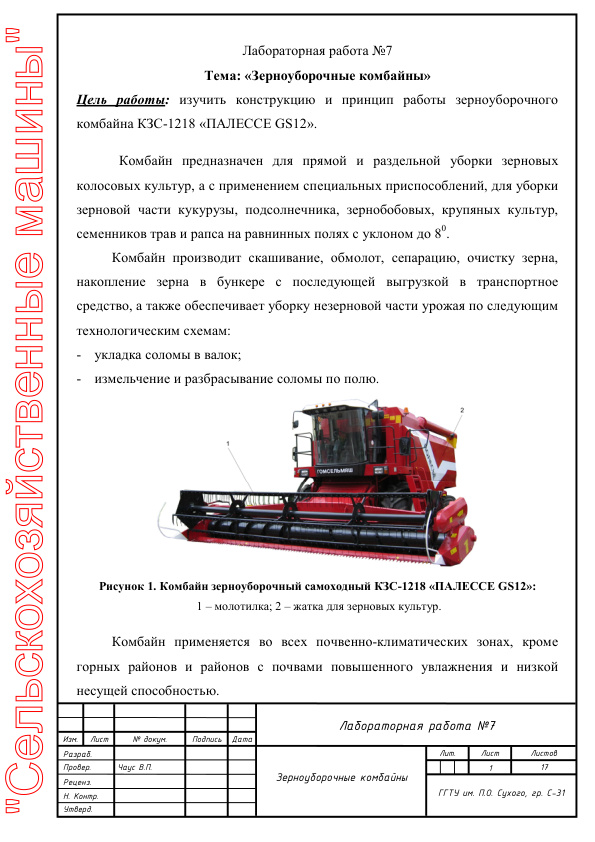 "Сельскохозяйственные машины"
Лабораторная работа №7
Тема: «Зерноуборочные комбайны»
Цель работы: изучить конструкцию и принцип работы зерноуборочного
комбайна КЗС-1218 «ПАЛЕССЕ GS12».
Комбайн предназначен для прямой и раздельной уборки зерновых
колосовых культур, а с применением специальных приспособлений, для уборки
зерновой части кукурузы, подсолнечника, зернобобовых, крупяных культур,
семенников трав и рапса на равнинных полях с уклоном до 8⁰.
Комбайн производит скашивание, обмолот, сепарацию, очистку зерна,
накопление зерна в бункере с последующей выгрузкой в транспортное
средство, а также обеспечивает уборку незерновой части урожая по следующим
технологическим схемам:
- укладка соломы в валок;
- измельчение и разбрасывание соломы по полю.
2
1
ГОМСЕЛЬМАШ
Рисунок 1. Комбайн зерноуборочный самоходный КЗС-1218 «ПАЛЕССЕ GS12»:
1 – молотилка; 2 – жатка для зерновых культур.
Комбайн применяется во всех почвенно-климатических зонах, кроме
горных районов и районов с почвами повышенного увлажнения и низкой
несущей способностью.
Лабораторная работа №7
Изм. Лист № докум. Подпись Дата
Разраб.
Провер. Чаус В.П.
Реценз.
Н. Контр.
Утверд.
Зерноуборочные комбайны
Лит. Лист Листов
1 17
ГГТУ им. П.О. Сухого, гр. С-31